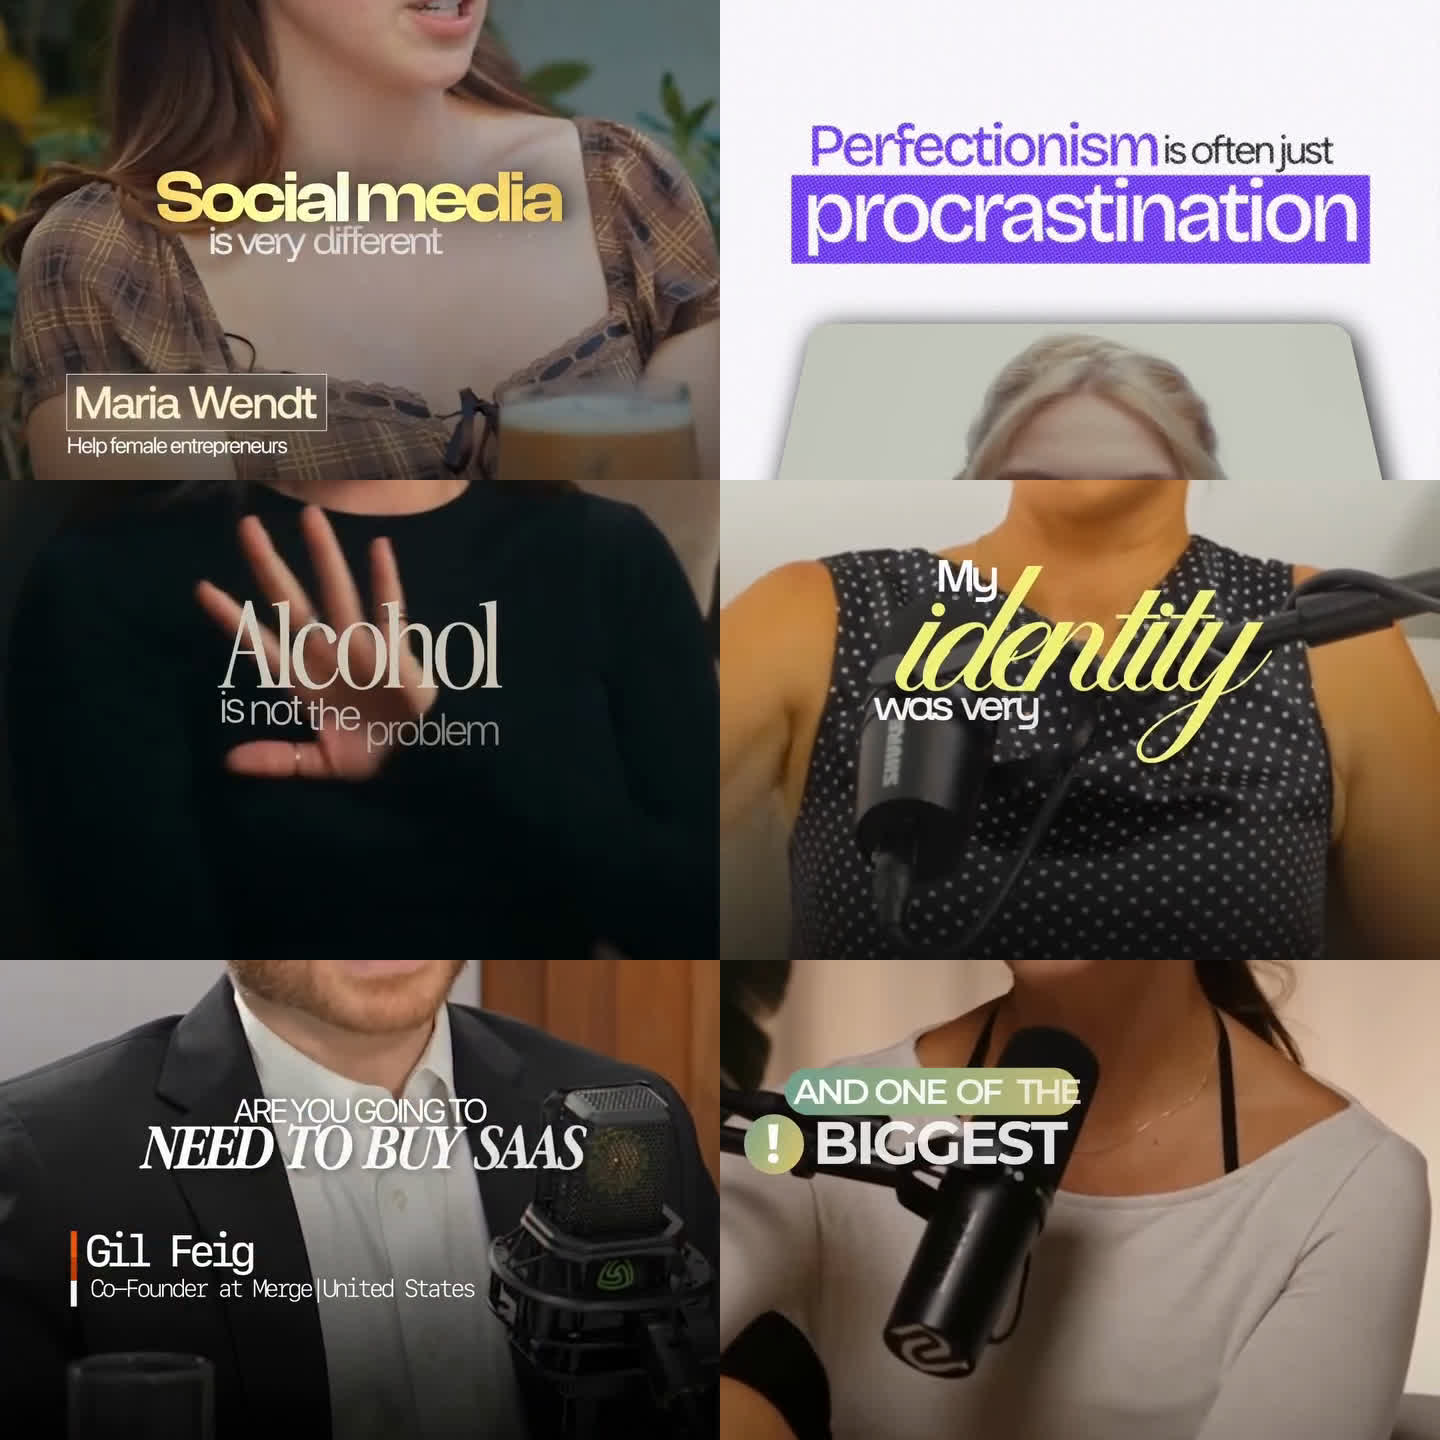 Social media
is very different
Maria Wendt
Help female entrepreneurs
Perfectionism is often just
procrastination
Alcohol
is not the problem
My
identity
was very
SHURE
ARE YOU GOING TO
NEED TO BUY SAAS
Gil Feig
Co-Founder at Merge|United States
AND ONE OF THE
! BIGGEST